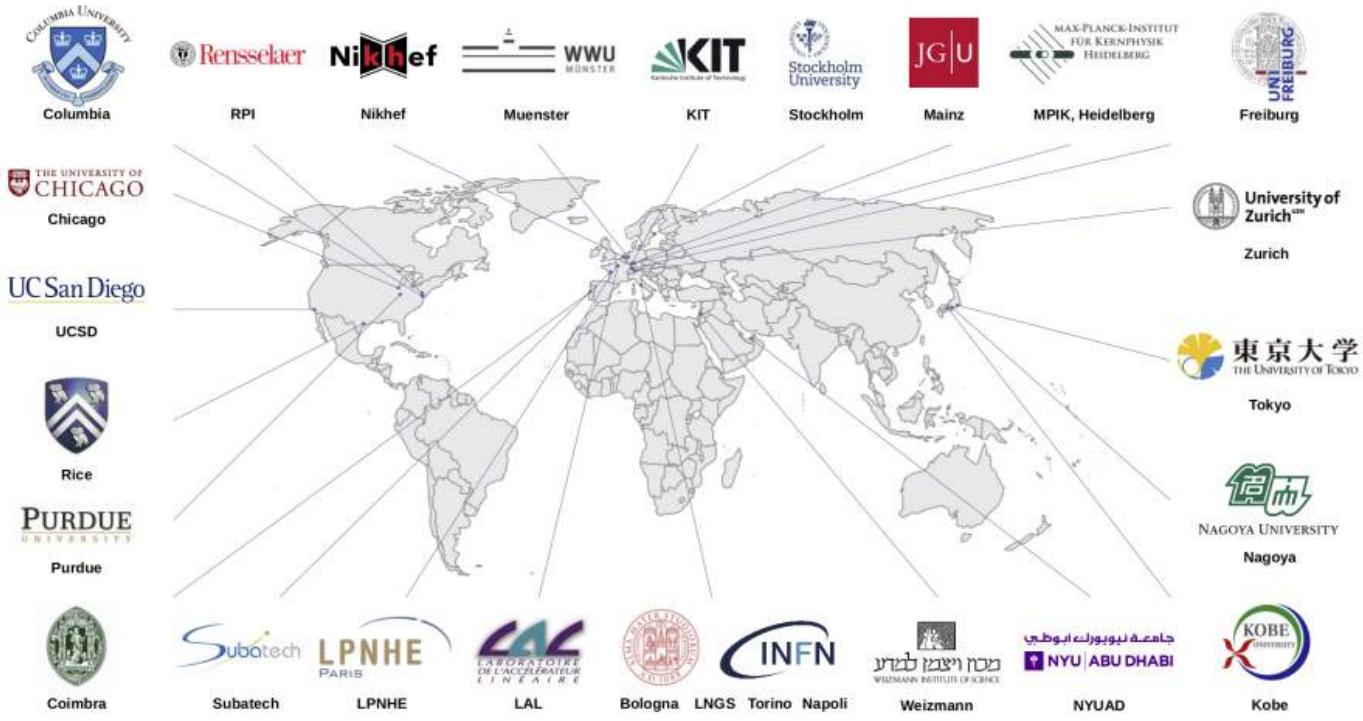 COLUMBIA UNIVERSITY
Columbia
Rensselaer
RPI
Nikhef
Nikhef
WWU
MÜNSTER
Muenster
KIT
Karlsruhe Institute of Technology
KIT
Stockholm
University
Stockholm
JG|U
Mainz
MAX-PLANCK-INSTITUT
FÜR KERNPHYSIK
HEIDELBERG
MPIK, Heidelberg
UNI
FREIBURG
Freiburg
THE UNIVERSITY OF
CHICAGO
Chicago
University of
Zurich UZH
Zurich
UC San Diego
UCSD
東京大学
THE UNIVERSITY OF TOKYO
Tokyo
Rice
NAGOYA UNIVERSITY
Nagoya
PURDUE
UNIVERSITY
Purdue
Coimbra
Subatech
Subatech
LPNHE
PARIS
LPNHE
LAL
LABORATOIRE
DE L'ACCÉLÉRATEUR
LINÉAIRE
LAL
ALMA MATER STUDIORUM
Bologna
INFN
LNGS Torino Napoli
מכון ויצמן למדע
WEIZMANN INSTITUTE OF SCIENCE
Weizmann
جامعة نيويورك أبوظبي
NYU | ABU DHABI
NYUAD
KOBE
UNIVERSITY
Kobe